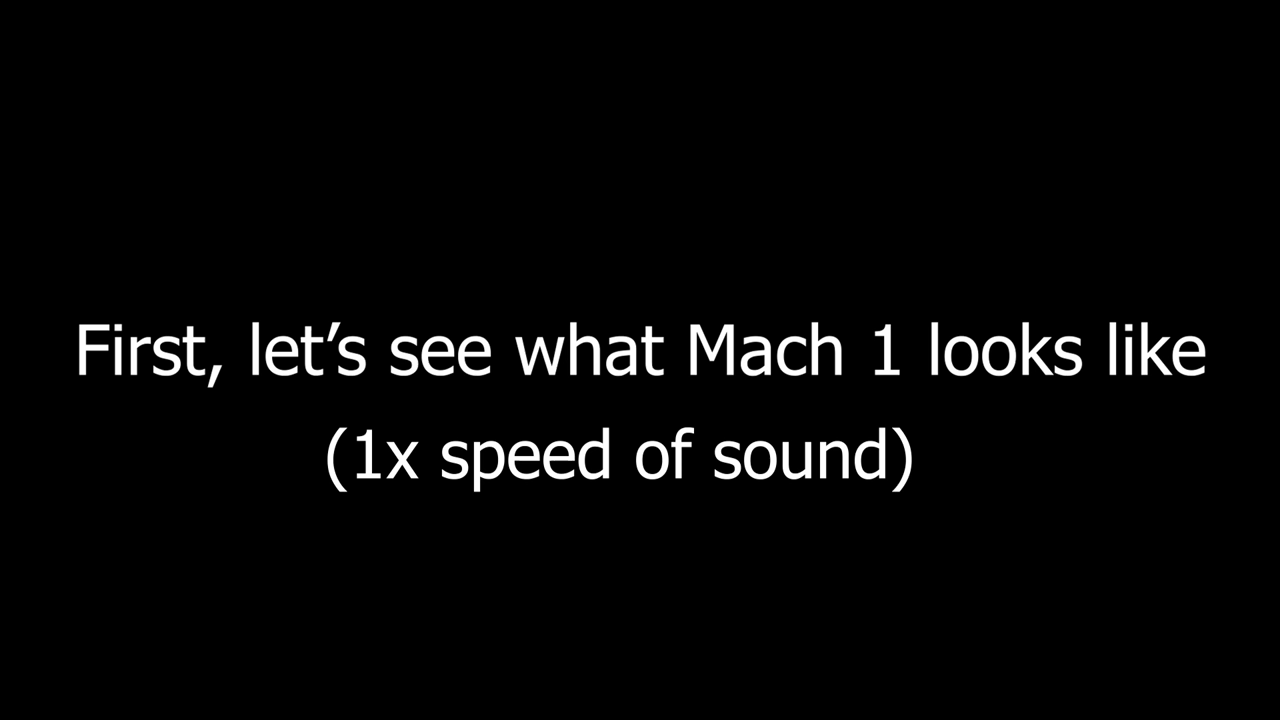 First, let’s see what Mach 1 looks like
(1x speed of sound)